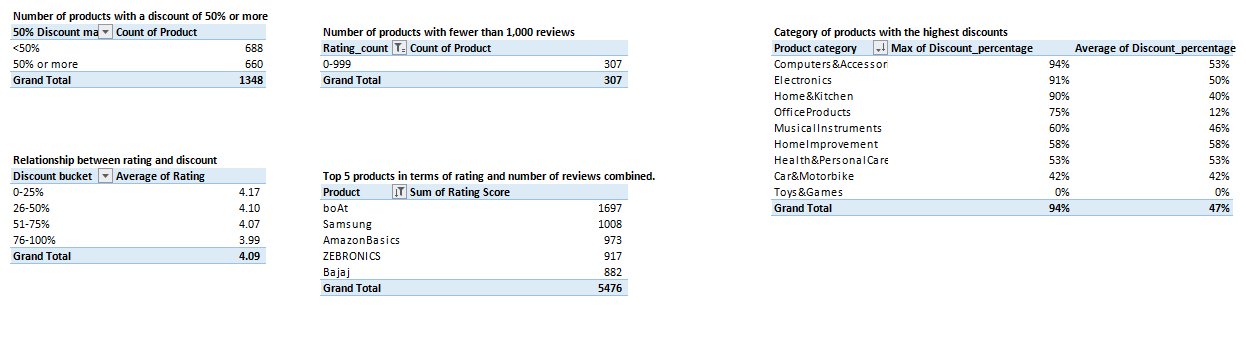 Number of products with a discount of 50% or more
50% Discount ma Count of Product
<50% 688
50% or more 660
Grand Total 1348
Number of products with fewer than 1,000 reviews
Rating_count Count of Product
0-999 307
Grand Total 307
Category of products with the highest discounts
Product category Max of Discount_percentage Average of Discount_percentage
Computers&Accessor 94% 53%
Electronics 91% 50%
Home&Kitchen 90% 40%
OfficeProducts 75% 12%
MusicalInstruments 60% 46%
HomeImprovement 58% 58%
Health&PersonalCare 53% 53%
Car&Motorbike 42% 42%
Toys&Games 0% 0%
Grand Total 94% 47%
Relationship between rating and discount
Discount bucket Average of Rating
0-25% 4.17
26-50% 4.10
51-75% 4.07
76-100% 3.99
Grand Total 4.09
Top 5 products in terms of rating and number of reviews combined.
Product Sum of Rating Score
boAt 1697
Samsung 1008
AmazonBasics 973
ZEBRONICS 917
Bajaj 882
Grand Total 5476